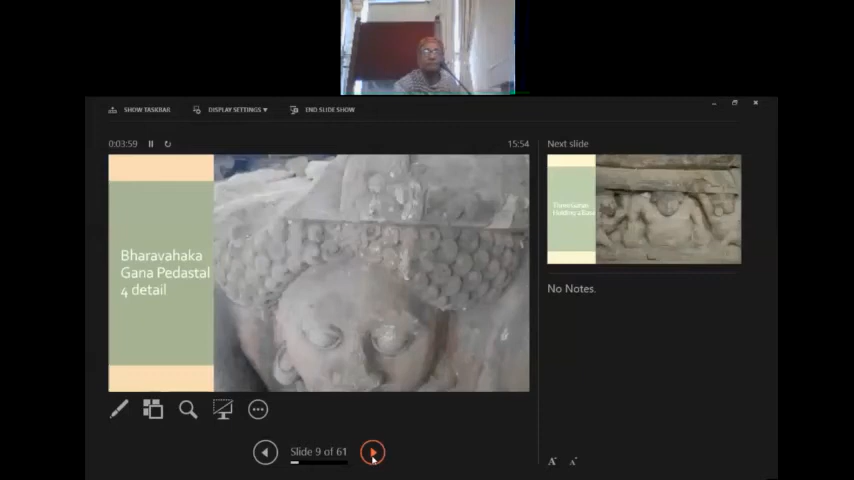 SHOW TASKBAR
DISPLAY SETTINGS ▼
END SLIDE SHOW
0:03:59
15:54
Next slide
Bharavahaka
Gana Pedastal
4 detail
No Notes.
Slide 9 of 61
A A